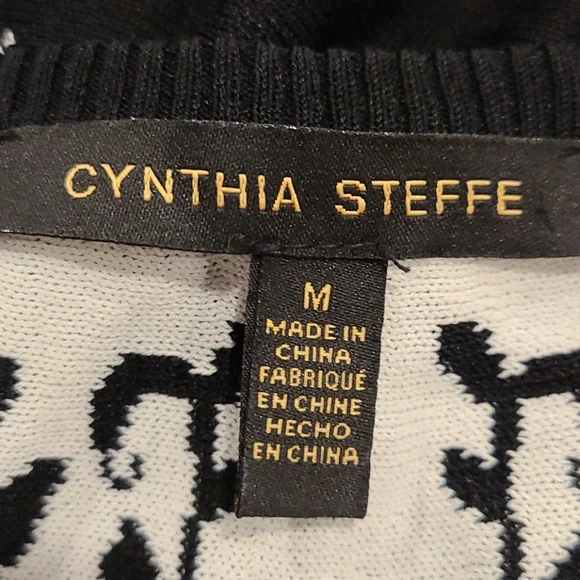 CYNTHIA STEFFE
M
MADE IN
CHINA
FABRIQUÉ
EN CHINE
HECHO
EN CHINA